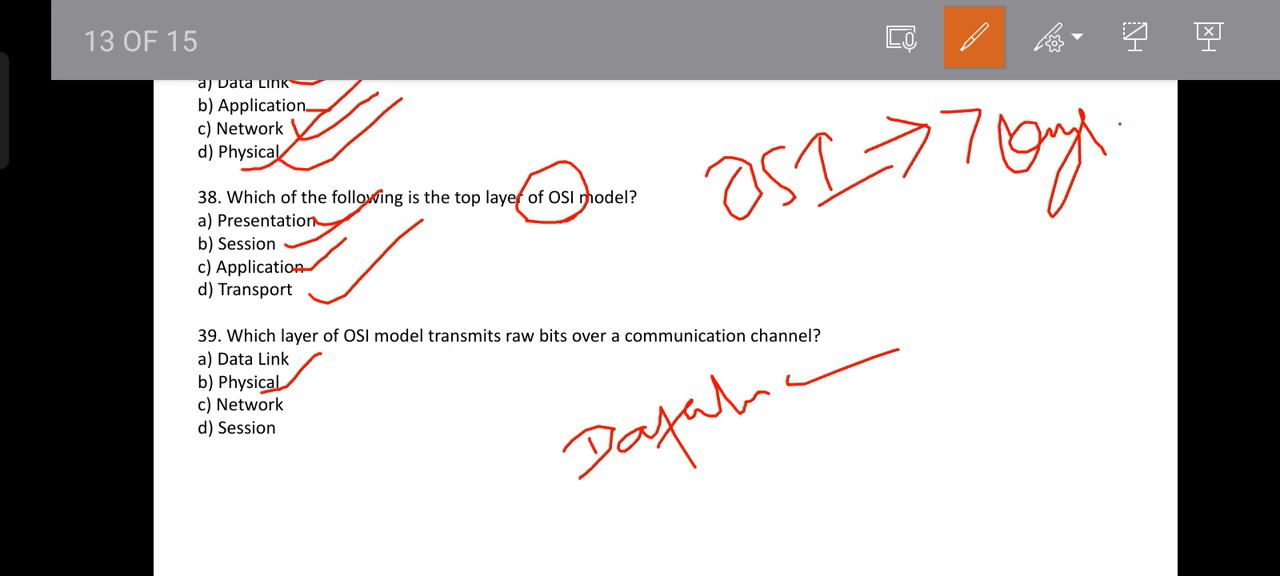 13 OF 15
a) Data Link
b) Application
c) Network
d) Physical
OSI → 7
38. Which of the following is the top layer of OSI model?
a) Presentation
b) Session
c) Application
d) Transport
39. Which layer of OSI model transmits raw bits over a communication channel?
a) Data Link
b) Physical
c) Network
d) Session